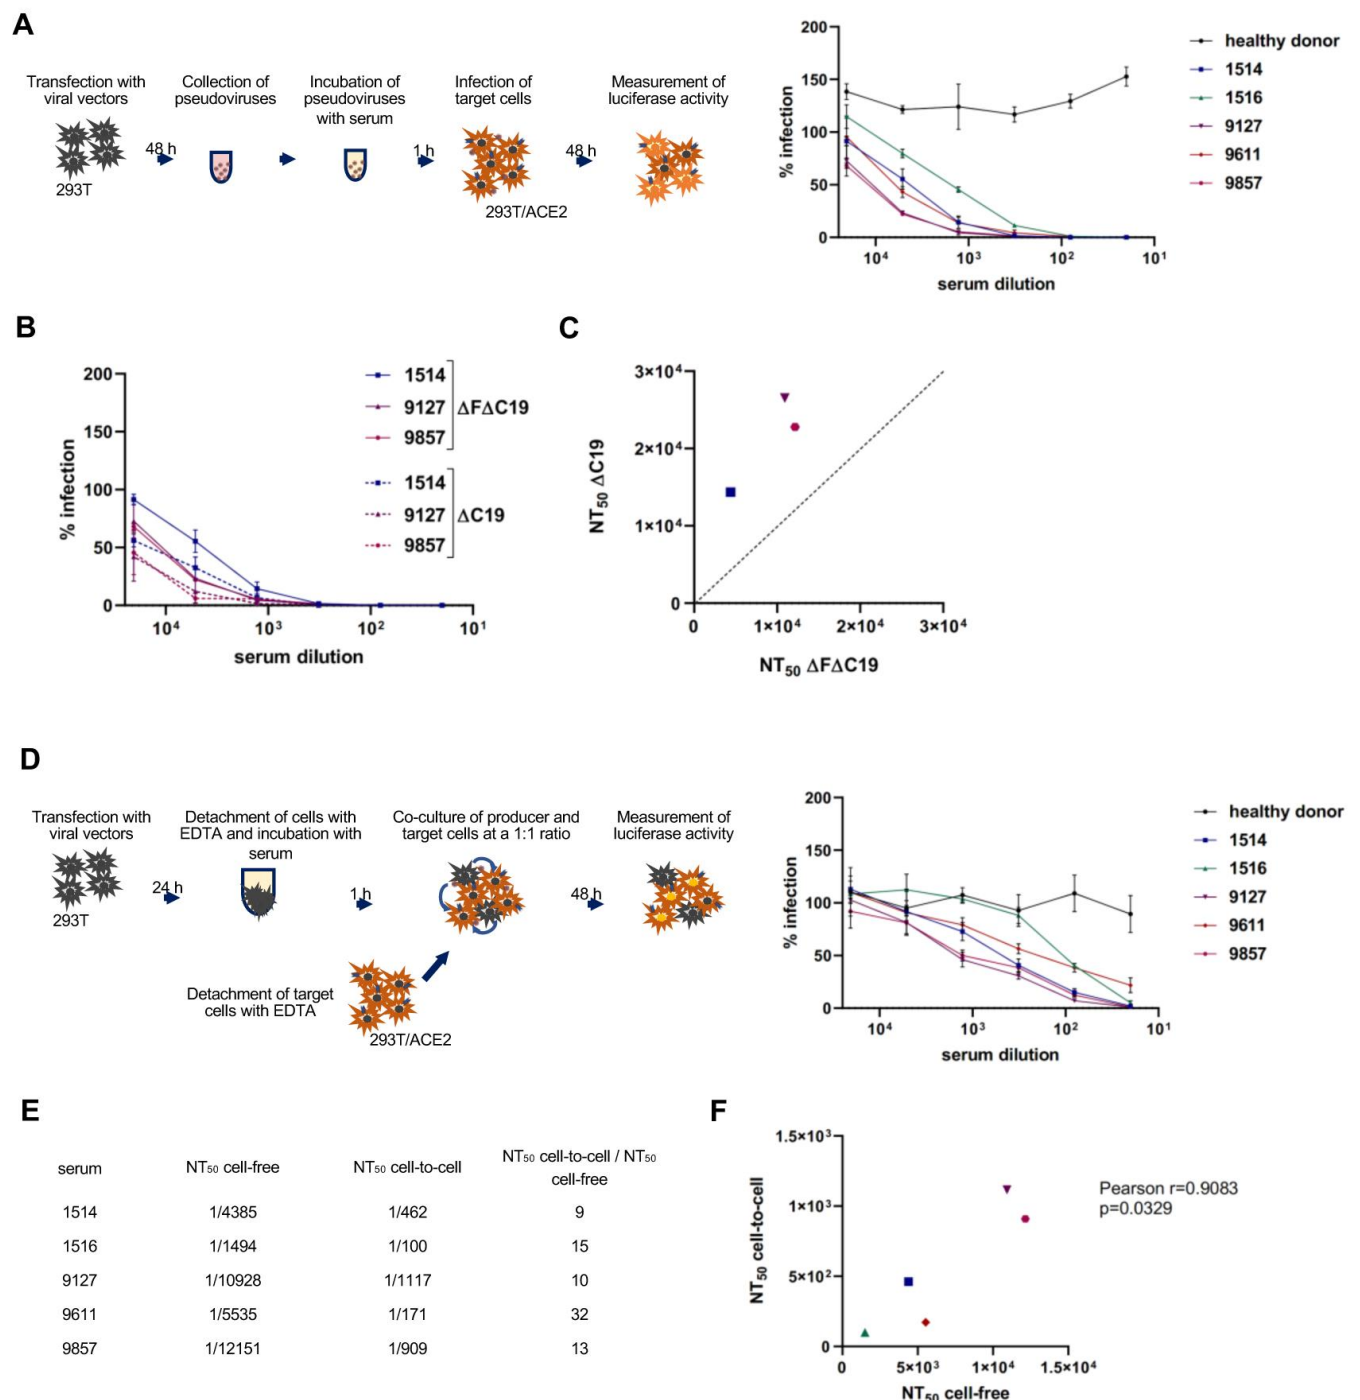 A
Transfection with
viral vectors
293T
48 h
Collection of
pseudoviruses
Incubation of
pseudoviruses
with serum
1 h
Infection of
target cells
293T/ACE2
48 h
Measurement of
luciferase activity
% infection
200
150
100
50
0
10⁴
10³
10²
10¹
serum dilution
healthy donor
1514
1516
9127
9611
9857
B
% infection
200
150
100
50
0
10⁴
10³
10²
10¹
serum dilution
1514
9127
9857
ΔFΔC19
1514
9127
9857
ΔC19
C
NT₅₀ ΔC19
3×10⁴
2×10⁴
1×10⁴
0
0
1×10⁴
2×10⁴
3×10⁴
NT₅₀ ΔFΔC19
D
Transfection with
viral vectors
293T
24 h
Detachment of cells with
EDTA and incubation with
serum
1 h
Detachment of target
cells with EDTA
293T/ACE2
Co-culture of producer and
target cells at a 1:1 ratio
48 h
Measurement of
luciferase activity
% infection
200
150
100
50
0
10⁴
10³
10²
10¹
serum dilution
healthy donor
1514
1516
9127
9611
9857
E
serum NT₅₀ cell-free NT₅₀ cell-to-cell NT₅₀ cell-to-cell / NT₅₀
cell-free
1514 1/4385 1/462 9
1516 1/1494 1/100 15
9127 1/10928 1/1117 10
9611 1/5535 1/171 32
9857 1/12151 1/909 13
F
NT₅₀ cell-to-cell
1.5×10³
1×10³
5×10²
0
0
5×10³
1×10⁴
1.5×10⁴
NT₅₀ cell-free
Pearson r=0.9083
p=0.0329